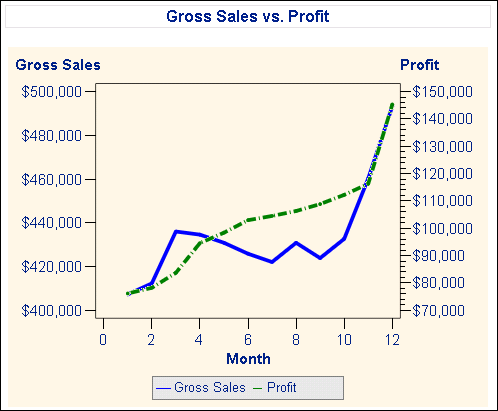 Gross Sales vs. Profit
Gross Sales Profit
$500,000 $150,000
$140,000
$480,000 $130,000
$120,000
$460,000 $110,000
$440,000 $100,000
$90,000
$420,000 $80,000
$400,000 $70,000
0 2 4 6 8 10 12
Month
Gross Sales Profit